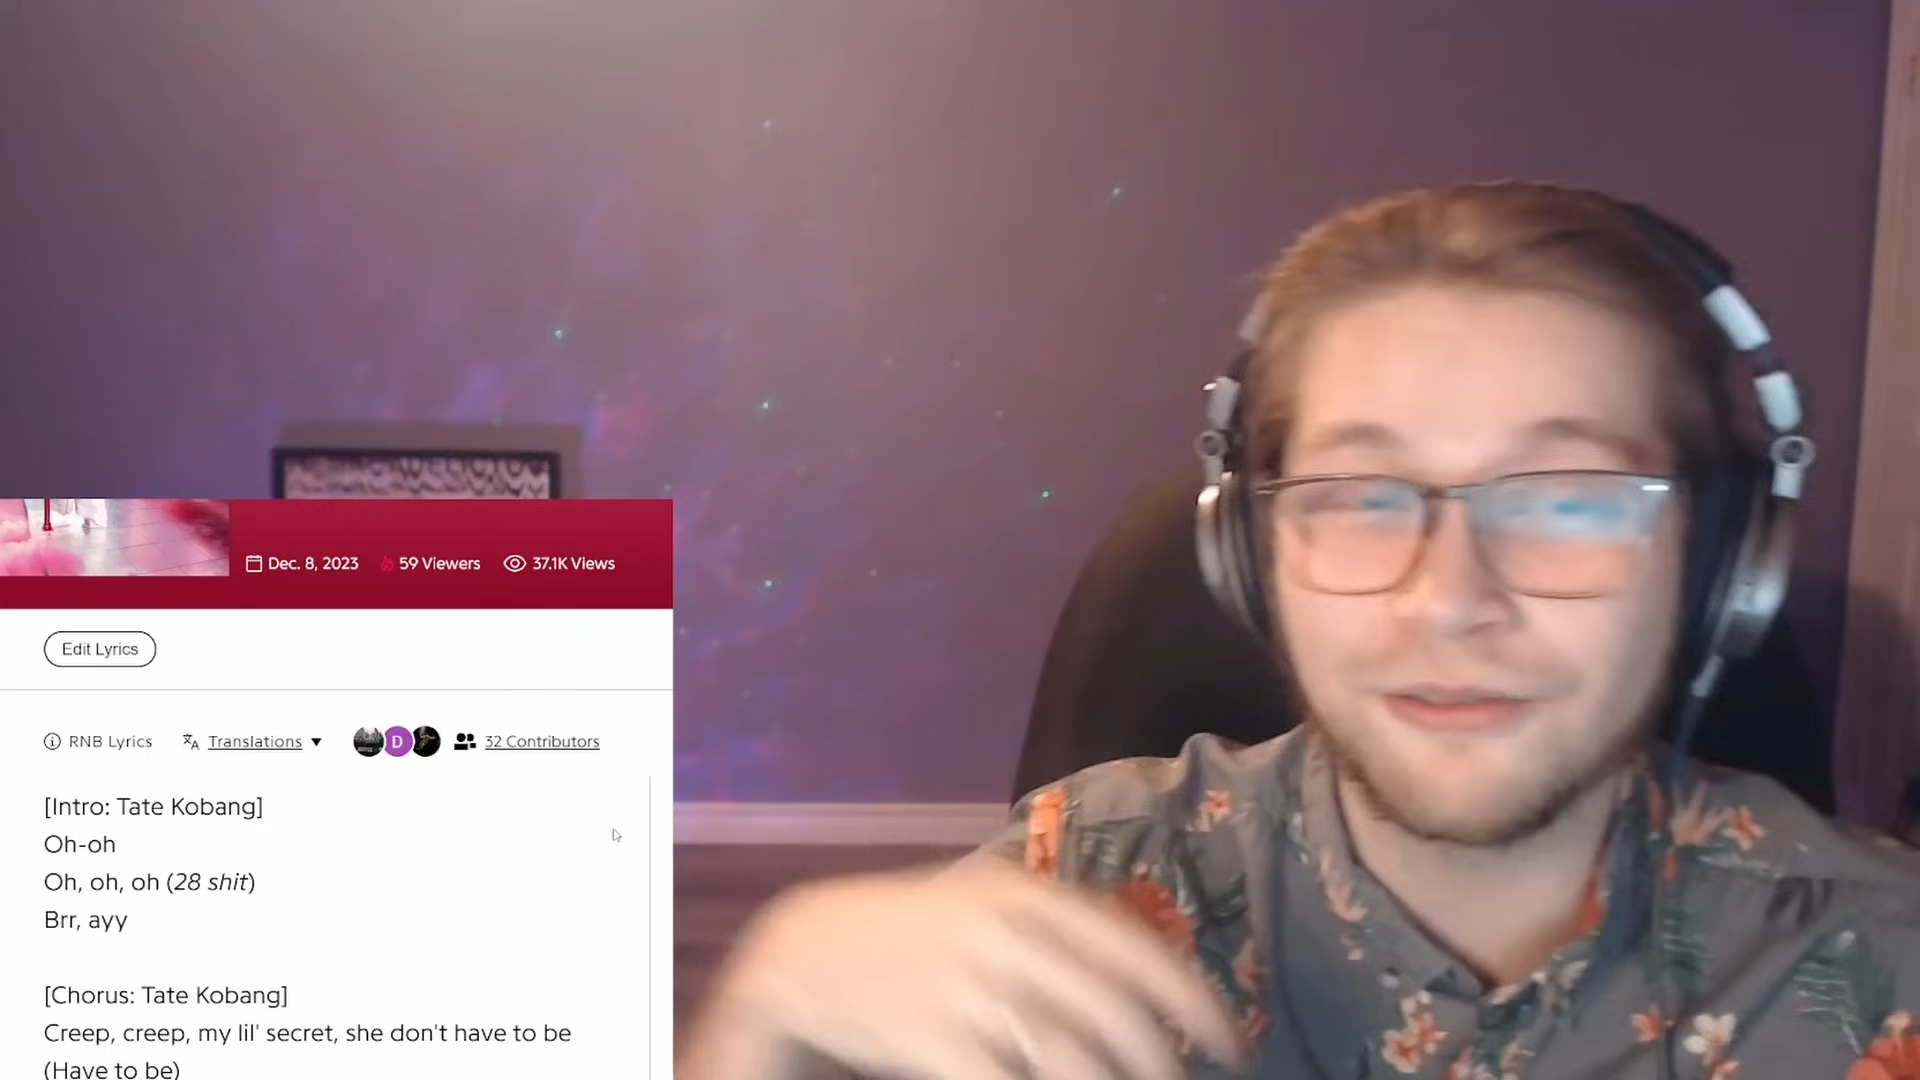 Dec. 8, 2023 59 Viewers 37.1K Views
Edit Lyrics
RNB Lyrics Translations D 32 Contributors
[Intro: Tate Kobang]
Oh-oh
Oh, oh, oh (28 shit)
Brr, ayy
[Chorus: Tate Kobang]
Creep, creep, my lil' secret, she don't have to be
(Have to be)